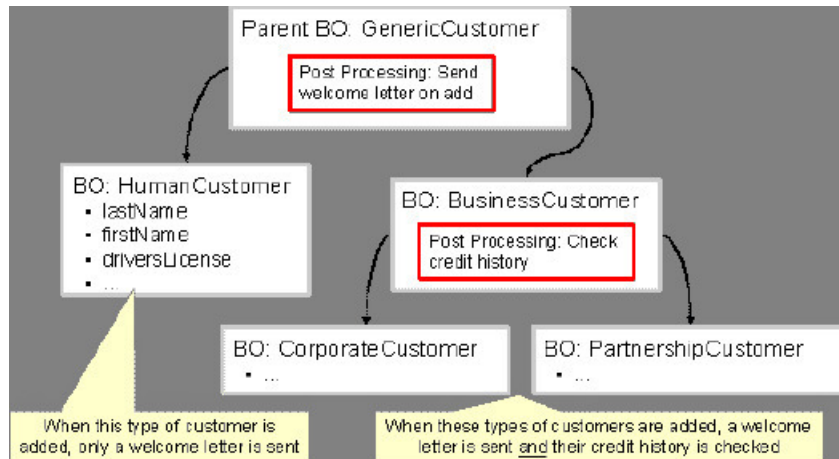 Parent BO: GenericCustomer
Post Processing: Send
welcome letter on add
BO: HumanCustomer
▪ lastName
▪ firstName
▪ driversLicense
▪ ...
BO: BusinessCustomer
Post Processing: Check
credit history
BO: CorporateCustomer
▪ ...
BO: PartnershipCustomer
▪ ...
When this type of customer is
added, only a welcome letter is sent
When these types of customers are added, a welcome
letter is sent and their credit history is checked